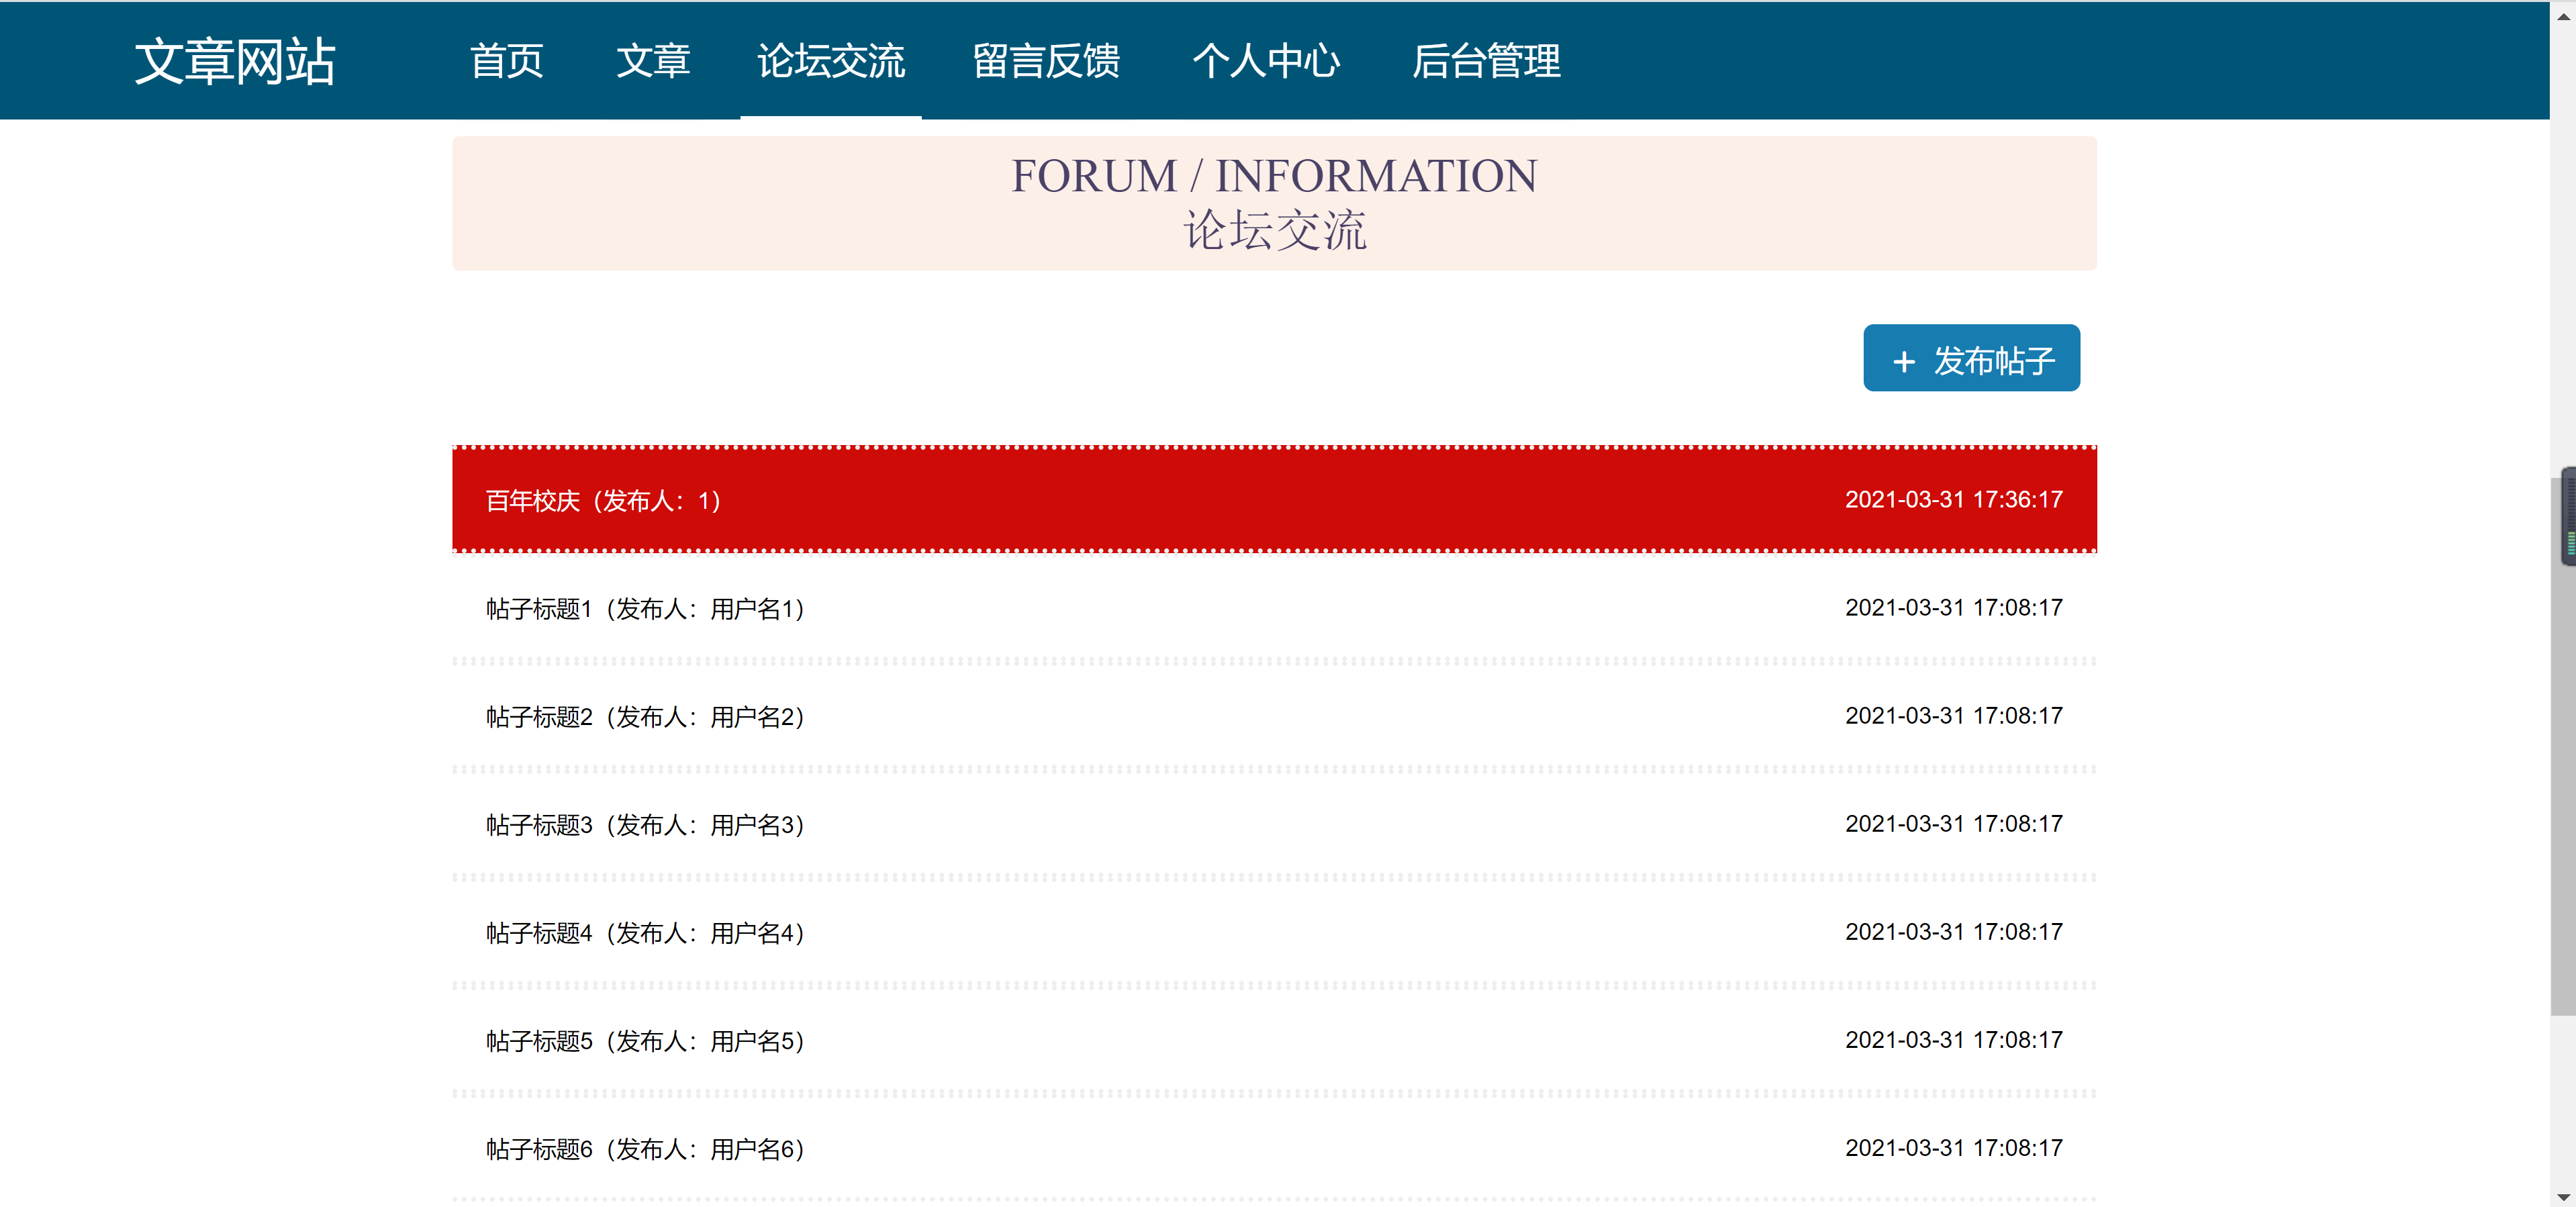 文章网站 首页 文章 论坛交流 留言反馈 个人中心 后台管理
FORUM / INFORMATION
论坛交流
+ 发布帖子
百年校庆（发布人：1） 2021-03-31 17:36:17
帖子标题1（发布人：用户名1） 2021-03-31 17:08:17
帖子标题2（发布人：用户名2） 2021-03-31 17:08:17
帖子标题3（发布人：用户名3） 2021-03-31 17:08:17
帖子标题4（发布人：用户名4） 2021-03-31 17:08:17
帖子标题5（发布人：用户名5） 2021-03-31 17:08:17
帖子标题6（发布人：用户名6） 2021-03-31 17:08:17